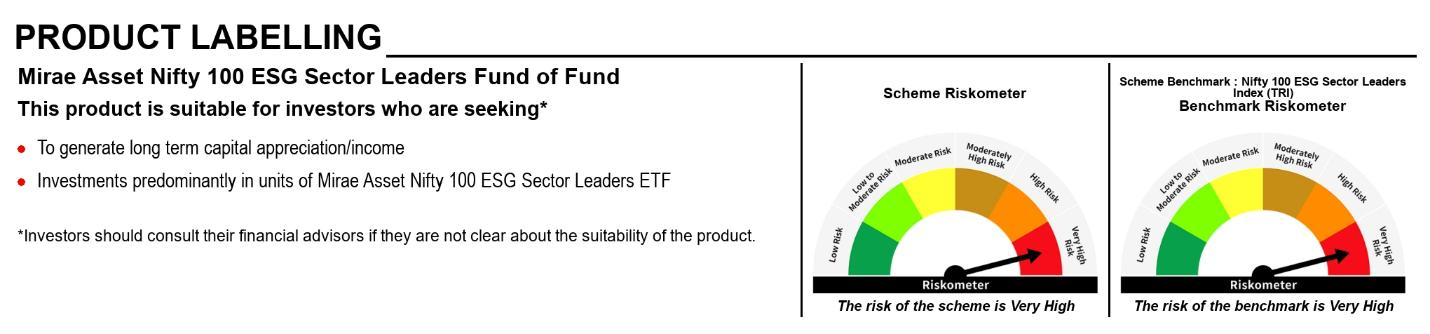 PRODUCT LABELLING
Mirae Asset Nifty 100 ESG Sector Leaders Fund of Fund
This product is suitable for investors who are seeking*
To generate long term capital appreciation/income
Investments predominantly in units of Mirae Asset Nifty 100 ESG Sector Leaders ETF
*Investors should consult their financial advisors if they are not clear about the suitability of the product.
Scheme Riskometer
Low Risk
Low to
Moderate Risk
Moderate Risk
Moderately
High Risk
High Risk
Very High
Risk
Riskometer
The risk of the scheme is Very High
Scheme Benchmark : Nifty 100 ESG Sector Leaders
Index (TRI)
Benchmark Riskometer
Low Risk
Low to
Moderate Risk
Moderate Risk
Moderately
High Risk
High Risk
Very High
Risk
Riskometer
The risk of the benchmark is Very High